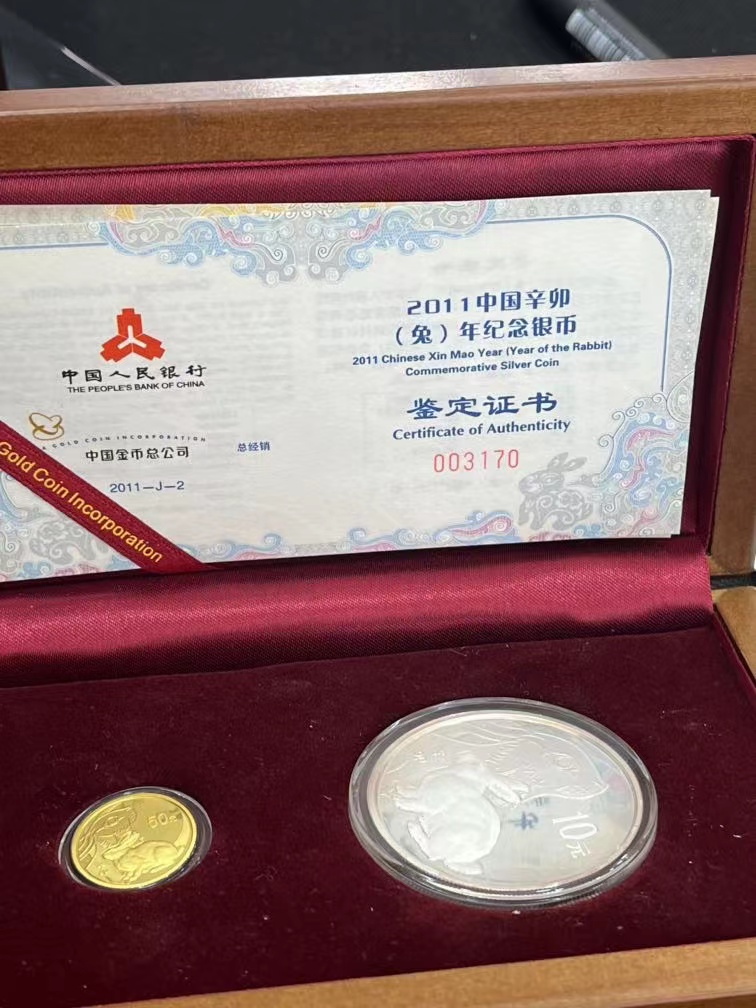 中国人民银行
THE PEOPLE'S BANK OF CHINA
A GOLD COIN INCORPORATION
中国金币总公司
总经销
2011—J—2
2011中国辛卯
（兔）年纪念银币
2011 Chinese Xin Mao Year (Year of the Rabbit)
Commemorative Silver Coin
鉴定证书
Certificate of Authenticity
003170
Gold Coin Incorporation
50元
10元